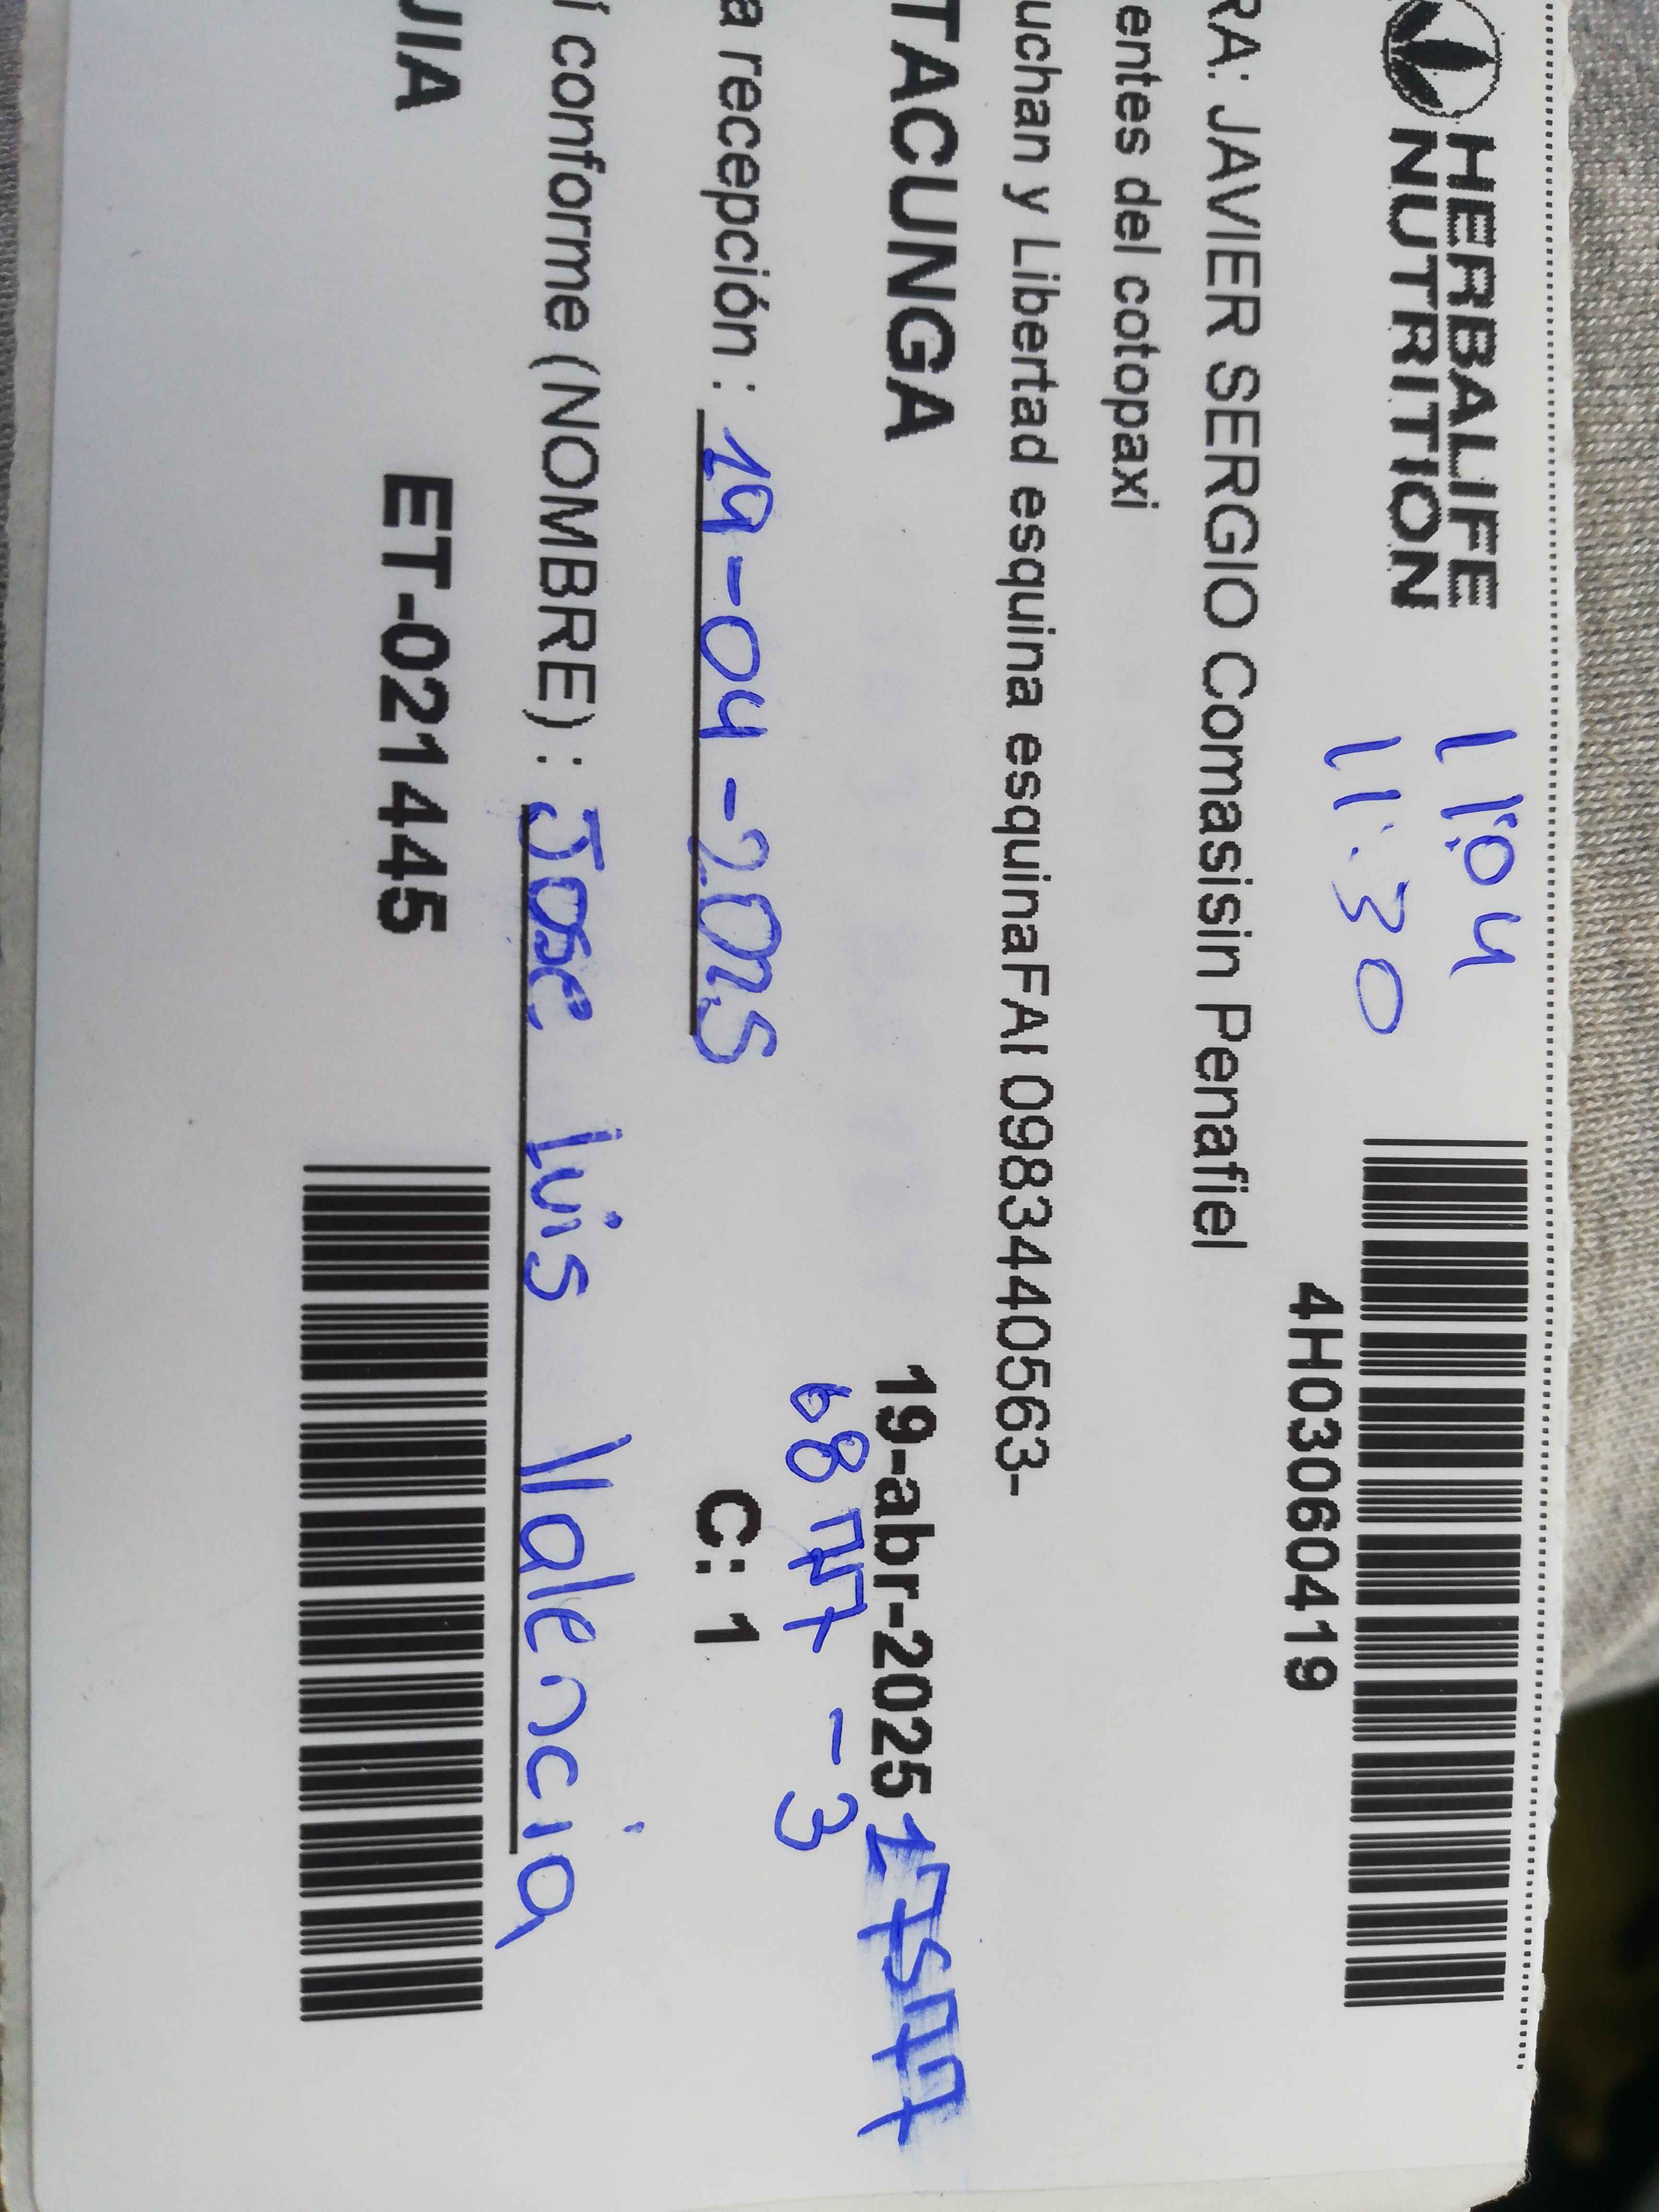 HERBALIFE
NUTRITION
11:04
11:30
4H03060419
RA: JAVIER SERGIO Comasisin Penafiel
entes del cotopaxi
uchan y Libertad esquina esquinaFAI 0983440563-
TACUNGA
19-abr-2025
a recepción : 19-04-2025
C: 1
í conforme (NOMBRE) : Jose Luis Valencia
JIA
ET-021445